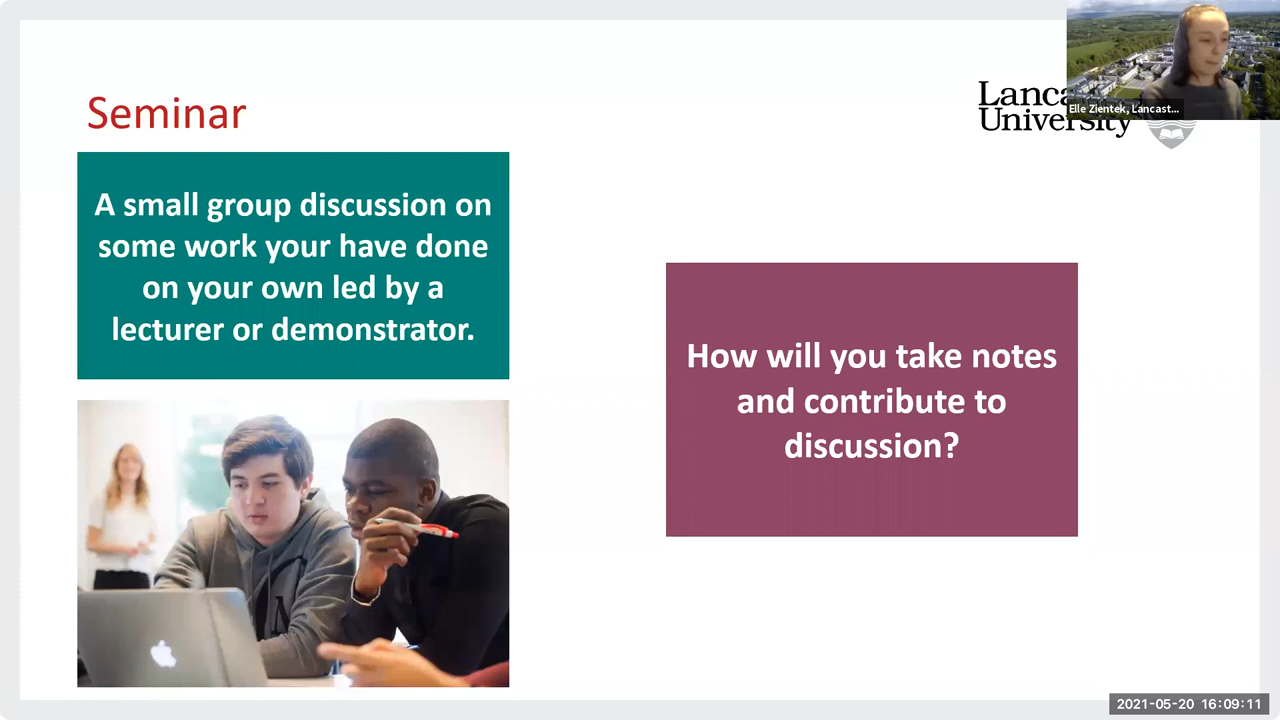 Seminar
A small group discussion on
some work your have done
on your own led by a
lecturer or demonstrator.
How will you take notes
and contribute to
discussion?
Lanca
University
Elle Zientek, Lancast...
2021-05-20 16:09:11